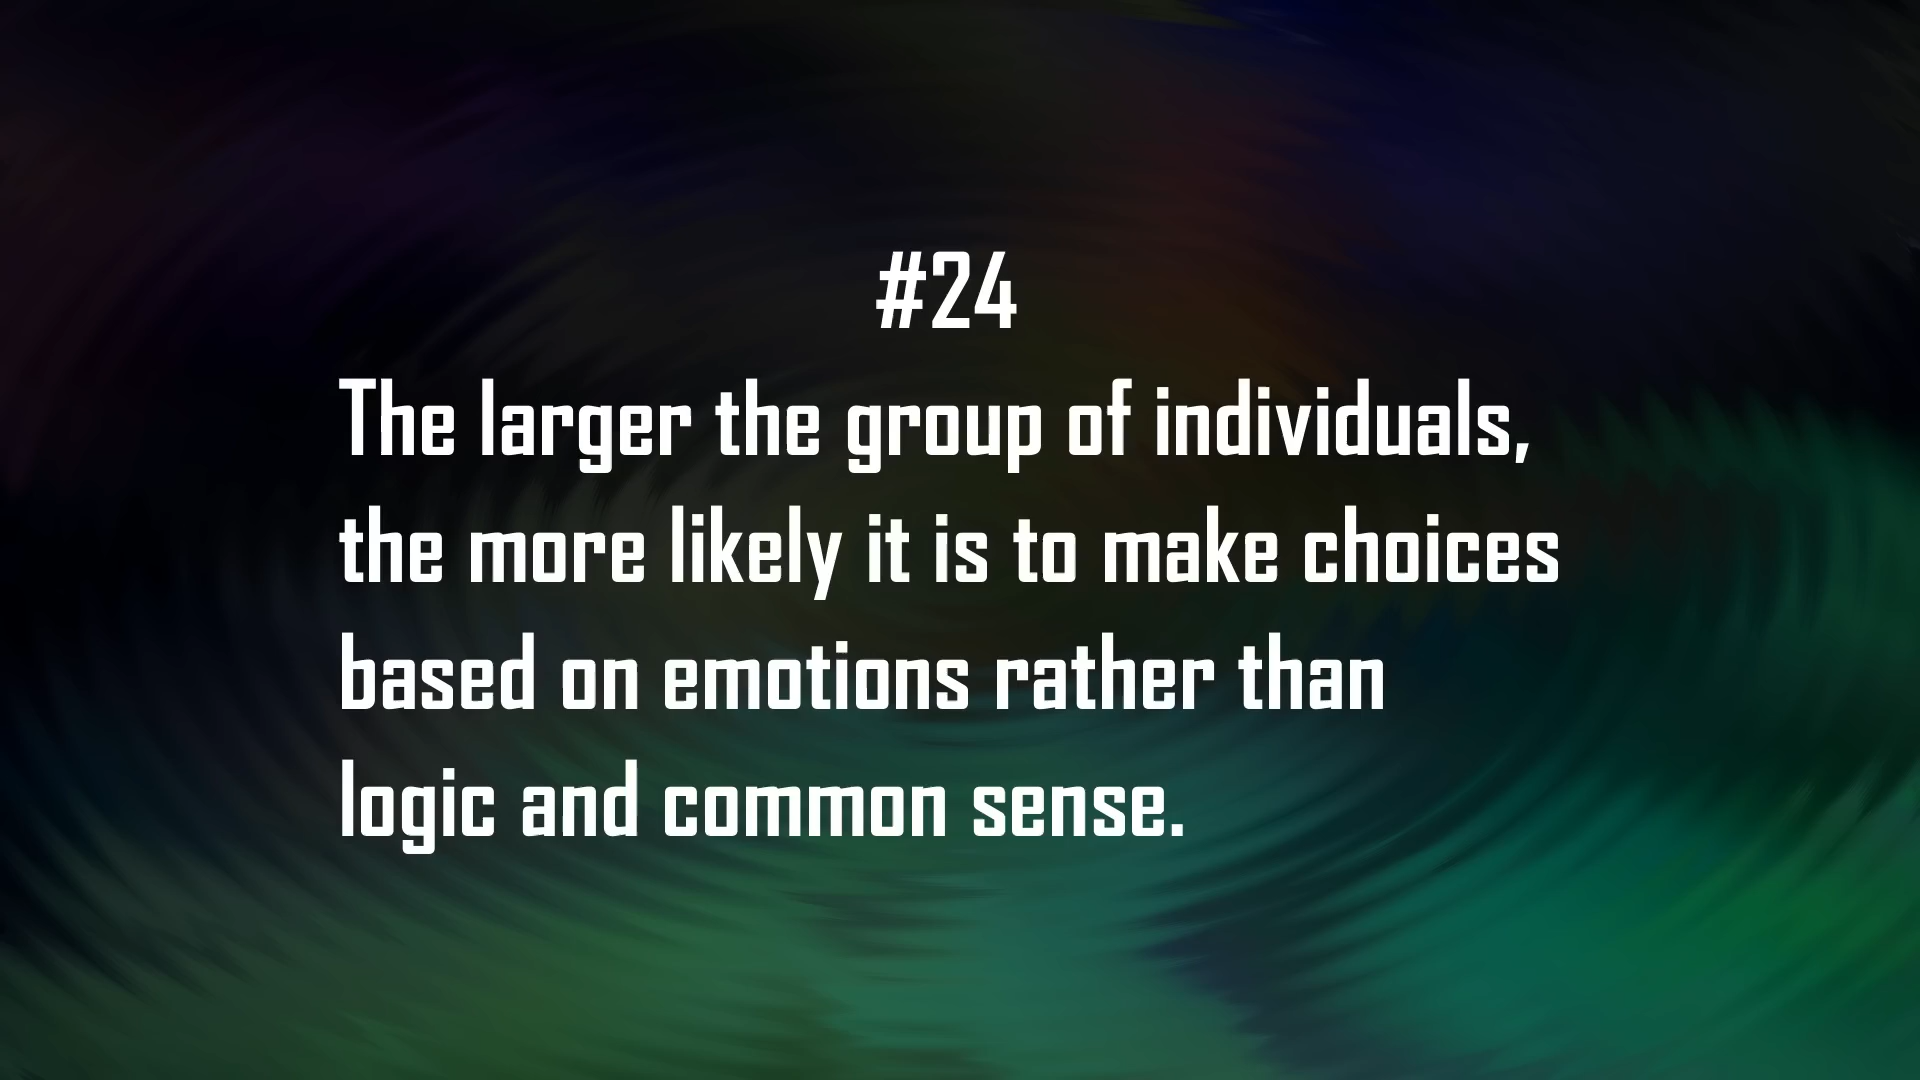 #24
The larger the group of individuals,
the more likely it is to make choices
based on emotions rather than
logic and common sense.